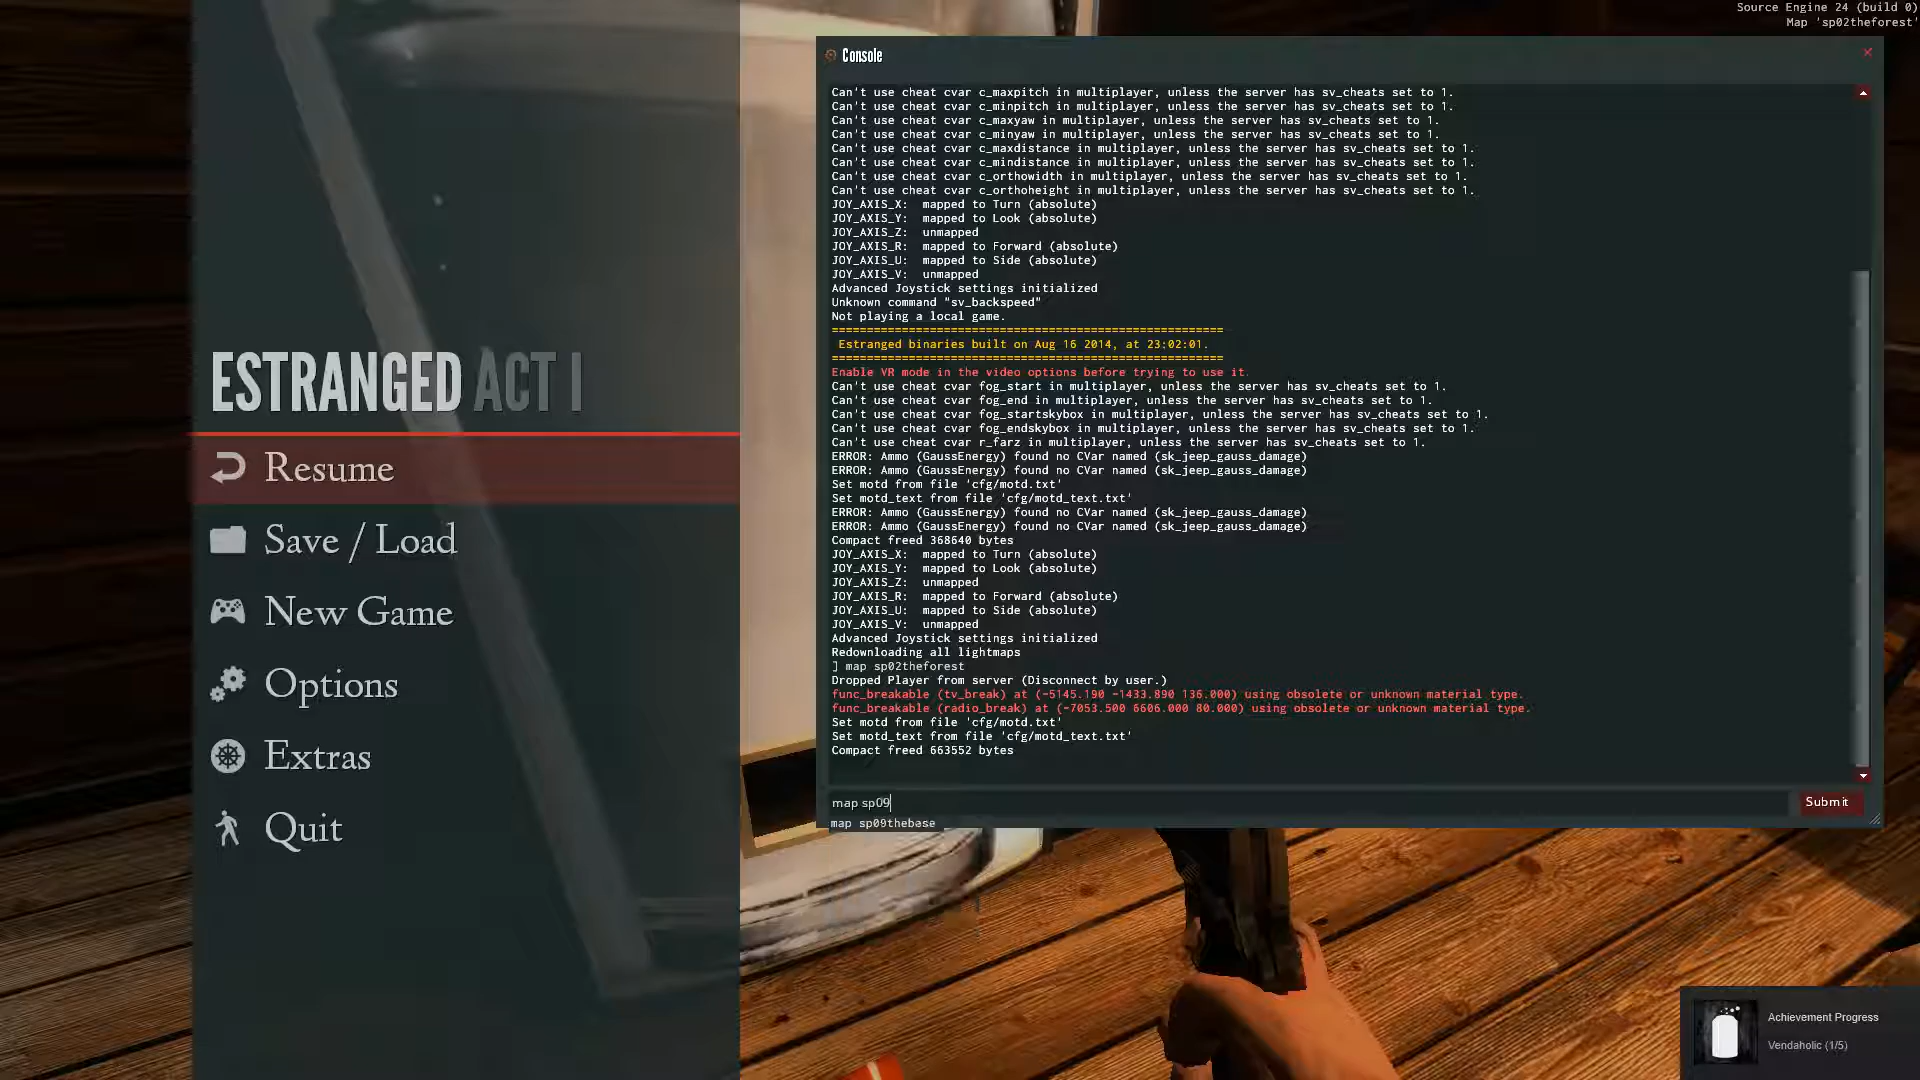 Source Engine 24 (build 0)
Map 'sp02theforest'
Console
Can't use cheat cvar c_maxpitch in multiplayer, unless the server has sv_cheats set to 1.
Can't use cheat cvar c_minpitch in multiplayer, unless the server has sv_cheats set to 1.
Can't use cheat cvar c_maxyaw in multiplayer, unless the server has sv_cheats set to 1.
Can't use cheat cvar c_minyaw in multiplayer, unless the server has sv_cheats set to 1.
Can't use cheat cvar c_maxdistance in multiplayer, unless the server has sv_cheats set to 1.
Can't use cheat cvar c_mindistance in multiplayer, unless the server has sv_cheats set to 1.
Can't use cheat cvar c_orthowidth in multiplayer, unless the server has sv_cheats set to 1.
Can't use cheat cvar c_orthoheight in multiplayer, unless the server has sv_cheats set to 1.
JOY_AXIS_X:  mapped to Turn (absolute)
JOY_AXIS_Y:  mapped to Look (absolute)
JOY_AXIS_Z:  unmapped
JOY_AXIS_R:  mapped to Forward (absolute)
JOY_AXIS_U:  mapped to Side (absolute)
JOY_AXIS_V:  unmapped
Advanced Joystick settings initialized
Unknown command "sv_backspeed"
Not playing a local game.
========================================================
Estranged binaries built on Aug 16 2014, at 23:02:01.
========================================================
Enable VR mode in the video options before trying to use it.
Can't use cheat cvar fog_start in multiplayer, unless the server has sv_cheats set to 1.
Can't use cheat cvar fog_end in multiplayer, unless the server has sv_cheats set to 1.
Can't use cheat cvar fog_startskybox in multiplayer, unless the server has sv_cheats set to 1.
Can't use cheat cvar fog_endskybox in multiplayer, unless the server has sv_cheats set to 1.
Can't use cheat cvar r_farz in multiplayer, unless the server has sv_cheats set to 1.
ERROR: Ammo (GaussEnergy) found no CVar named (sk_jeep_gauss_damage)
ERROR: Ammo (GaussEnergy) found no CVar named (sk_jeep_gauss_damage)
Set motd from file 'cfg/motd.txt'
Set motd_text from file 'cfg/motd_text.txt'
ERROR: Ammo (GaussEnergy) found no CVar named (sk_jeep_gauss_damage)
ERROR: Ammo (GaussEnergy) found no CVar named (sk_jeep_gauss_damage)
Compact freed 368640 bytes
JOY_AXIS_X:  mapped to Turn (absolute)
JOY_AXIS_Y:  mapped to Look (absolute)
JOY_AXIS_Z:  unmapped
JOY_AXIS_R:  mapped to Forward (absolute)
JOY_AXIS_U:  mapped to Side (absolute)
JOY_AXIS_V:  unmapped
Advanced Joystick settings initialized
Redownloading all lightmaps
] map sp02theforest
Dropped Player from server (Disconnect by user.)
func_breakable (tv_break) at (-5145.190 -1433.890 136.000) using obsolete or unknown material type.
func_breakable (radio_break) at (-7053.500 6606.000 80.000) using obsolete or unknown material type.
Set motd from file 'cfg/motd.txt'
Set motd_text from file 'cfg/motd_text.txt'
Compact freed 663552 bytes
map sp09
Submit
map sp09thebase
ESTRANGED ACT I
Resume
Save / Load
New Game
Options
Extras
Quit
Achievement Progress
Vendaholic (1/5)